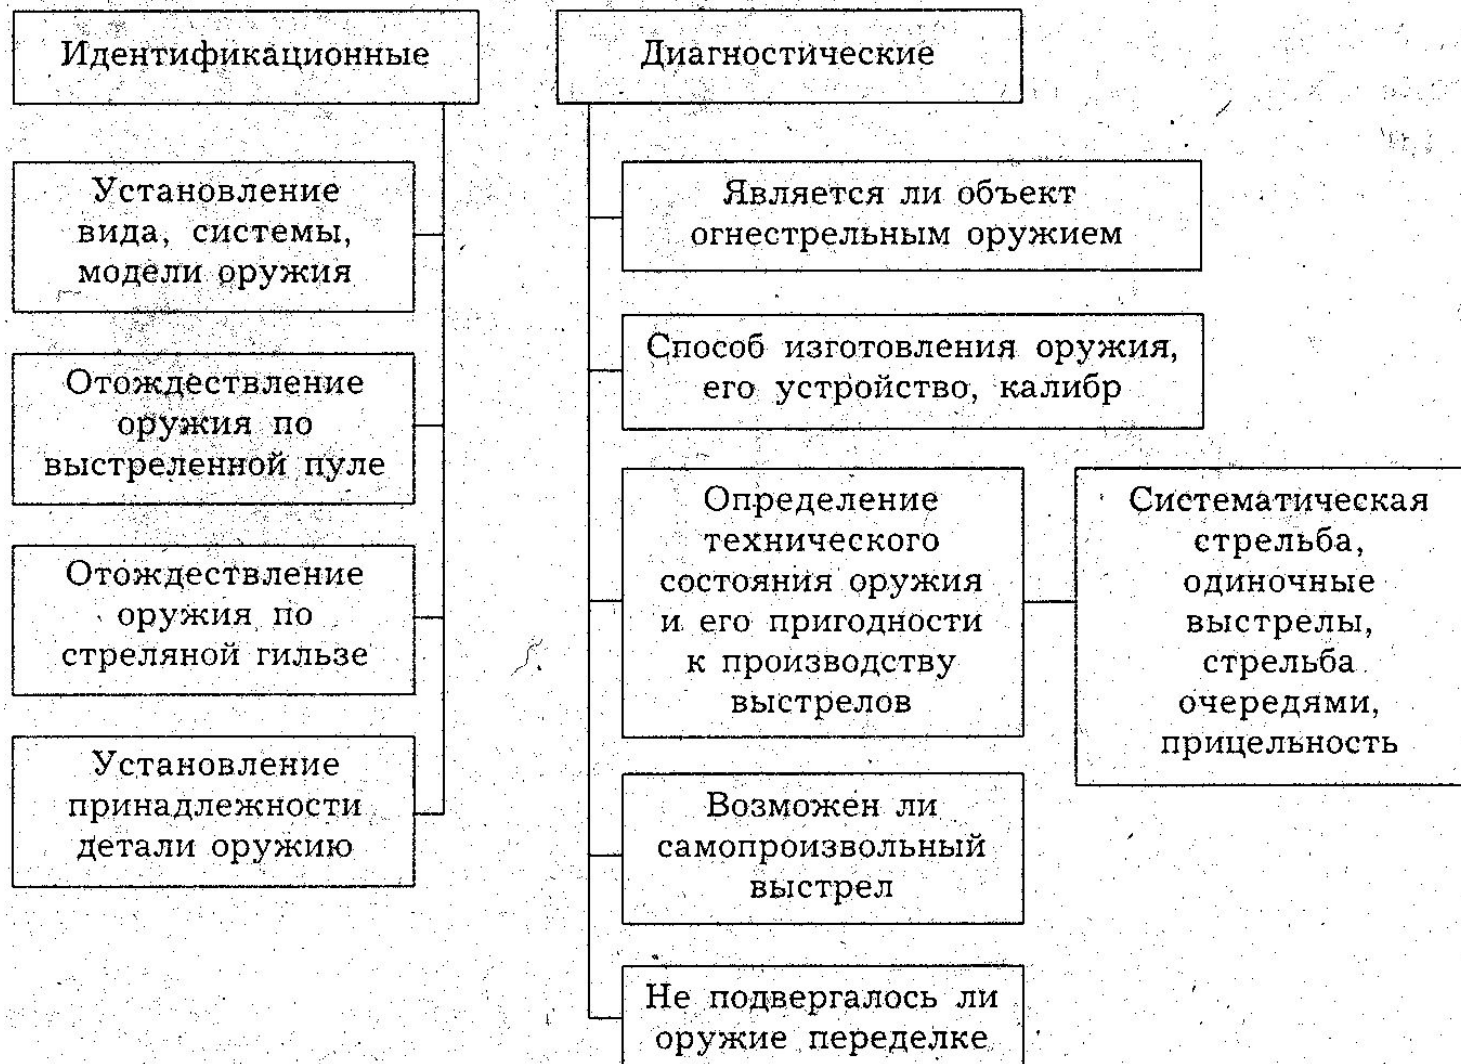 Идентификационные
Установление
вида, системы,
модели оружия
Отождествление
оружия по
выстреленной пуле
Отождествление
оружия по
стреляной гильзе
Установление
принадлежности
детали оружию
Диагностические
Является ли объект
огнестрельным оружием
Способ изготовления оружия,
его устройство, калибр
Определение
технического
состояния оружия
и его пригодности
к производству
выстрелов
Систематическая
стрельба,
одиночные
выстрелы,
стрельба
очередями,
прицельность
Возможен ли
самопроизвольный
выстрел
Не подвергалось ли
оружие переделке